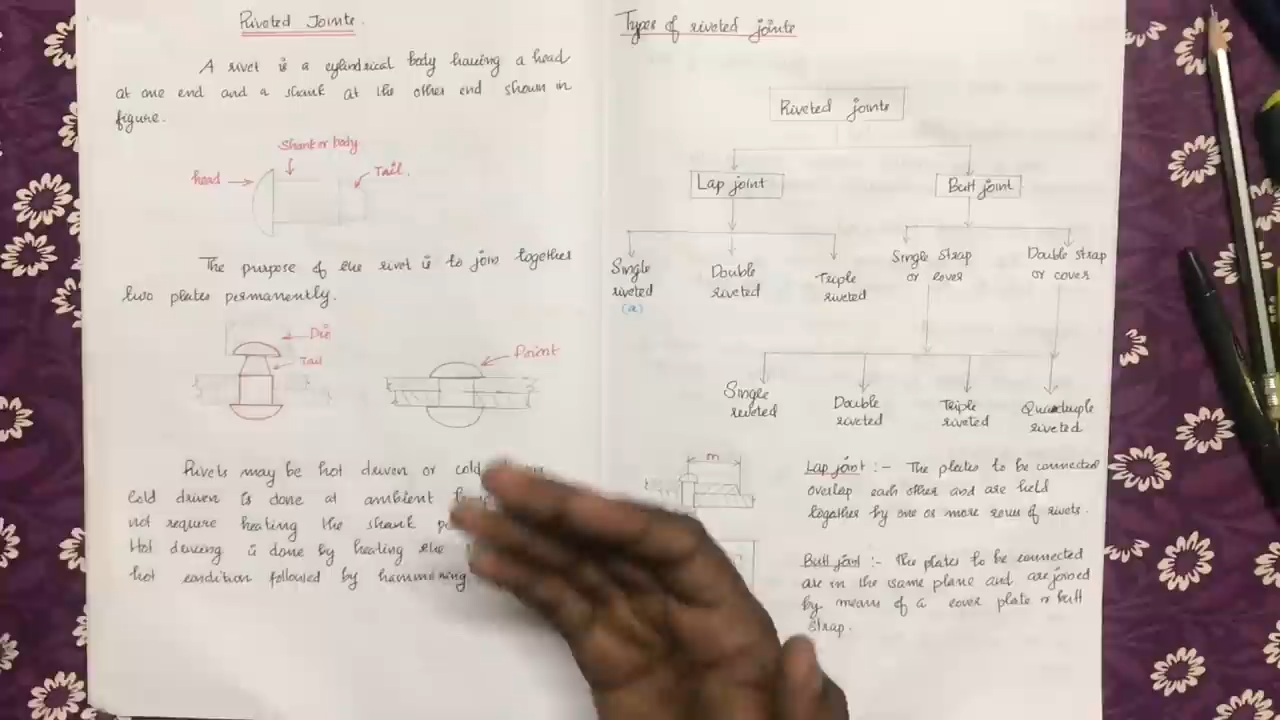 Riveted Joints.
A rivet is a cylindrical body having a head
at one end and a shank at the other end shown in
figure.
Shank or body
head
Tail.
The purpose of the rivet is to join together
two plates permanently.
Die
Tail
Point
Rivets may be hot driven or cold
Cold driven is done at ambient
not require heating the shank
Hot driving is done by heating the
hot condition followed by hammering
Types of riveted joints
Riveted joints
Lap joint
Butt joint
Single
riveted
(a)
Double
riveted
Triple
riveted
Single strap
or cover
Double strap
or cover
Single
riveted
Double
riveted
Triple
riveted
Quadruple
riveted
m
Lap joint :- The plates to be connected
overlap each other and are held
together by one or more rows of rivets.
Butt joint :- The plates to be connected
are in the same plane and are joined
by means of a cover plate or butt
strap.